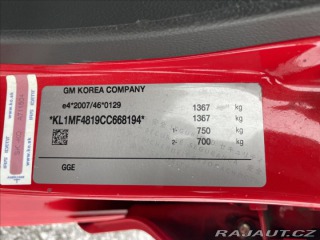 GM KOREA COMPANY
e4*2007/46*0129 1367 kg
*KL1MF4819CC668194* 1367 kg
1- 750 kg
2- 700 kg
GGE
RAJAUT.CZ